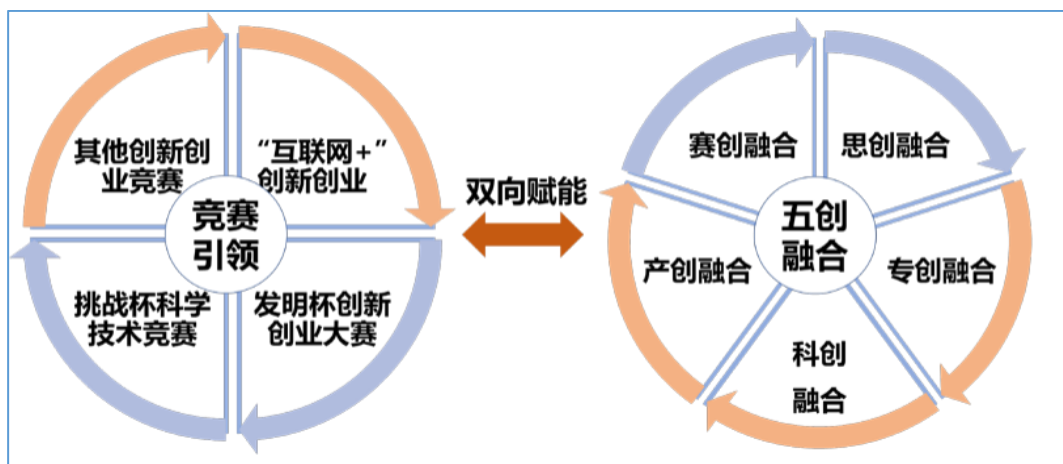 其他创新创
业竞赛
“互联网+”
创新创业
竞赛
引领
挑战杯科学
技术竞赛
发明杯创新
创业大赛
双向赋能
赛创融合
思创融合
五创
融合
产创融合
专创融合
科创
融合